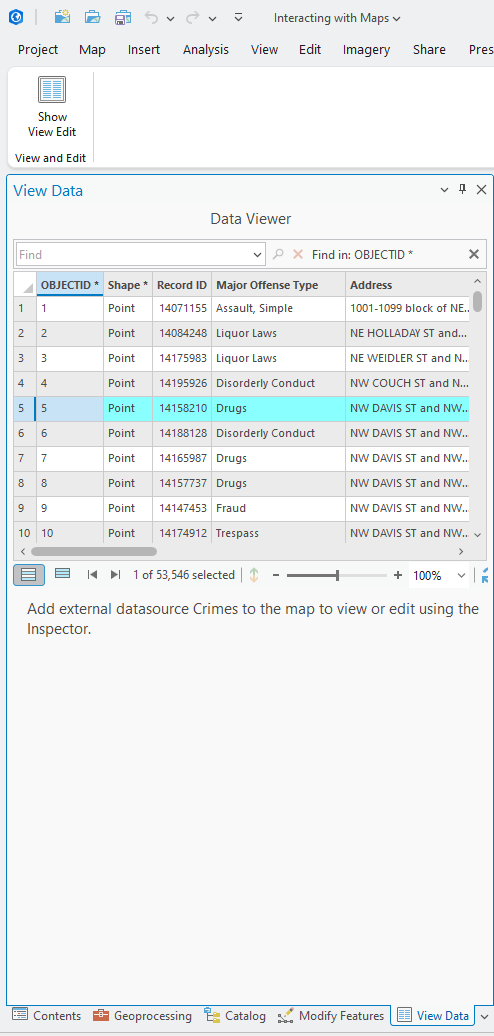 Interacting with Maps
Project Map Insert Analysis View Edit Imagery Share Pres
Show
View Edit
View and Edit
View Data
Data Viewer
Find Find in: OBJECTID *
OBJECTID * Shape * Record ID Major Offense Type Address
1 1 Point 14071155 Assault, Simple 1001-1099 block of NE...
2 2 Point 14084248 Liquor Laws NE HOLLADAY ST and...
3 3 Point 14175983 Liquor Laws NE WEIDLER ST and N...
4 4 Point 14195926 Disorderly Conduct NW COUCH ST and N...
5 5 Point 14158210 Drugs NW DAVIS ST and NW...
6 6 Point 14188128 Disorderly Conduct NW DAVIS ST and NW...
7 7 Point 14165987 Drugs NW DAVIS ST and NW...
8 8 Point 14157737 Drugs NW DAVIS ST and NW...
9 9 Point 14147453 Fraud NW DAVIS ST and NW...
10 10 Point 14174912 Trespass NW DAVIS ST and NW...
1 of 53,546 selected 100%
Add external datasource Crimes to the map to view or edit using the
Inspector.
Contents Geoprocessing Catalog Modify Features View Data